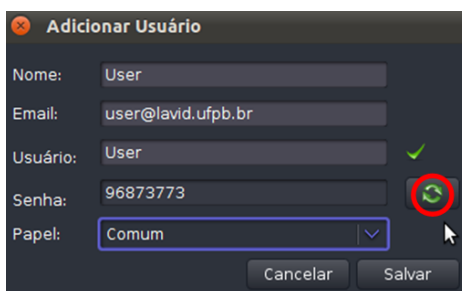 Adicionar Usuário
Nome: User
Email: user@lavid.ufpb.br
Usuário: User
Senha: 96873773
Papel: Comum
Cancelar Salvar